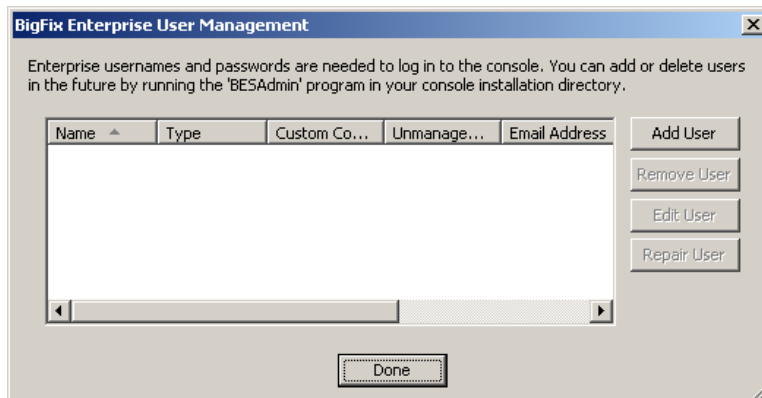 BigFix Enterprise User Management
Enterprise usernames and passwords are needed to log in to the console. You can add or delete users
in the future by running the 'BESAdmin' program in your console installation directory.
Name Type Custom Co... Unmanage... Email Address
Add User
Remove User
Edit User
Repair User
Done